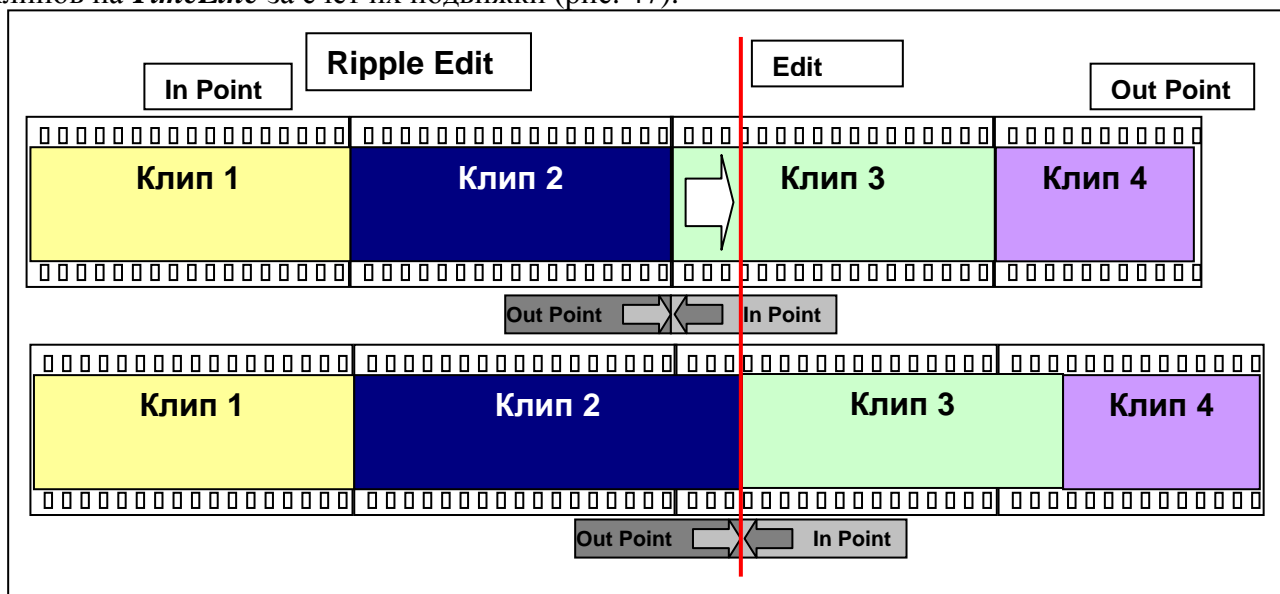 на TimeLine за счет их подвижки (рис. 47).
Ripple Edit
Edit
In Point
Out Point
Клип 1 Клип 2 Клип 3 Клип 4
Out Point In Point
Клип 1 Клип 2 Клип 3 Клип 4
Out Point In Point